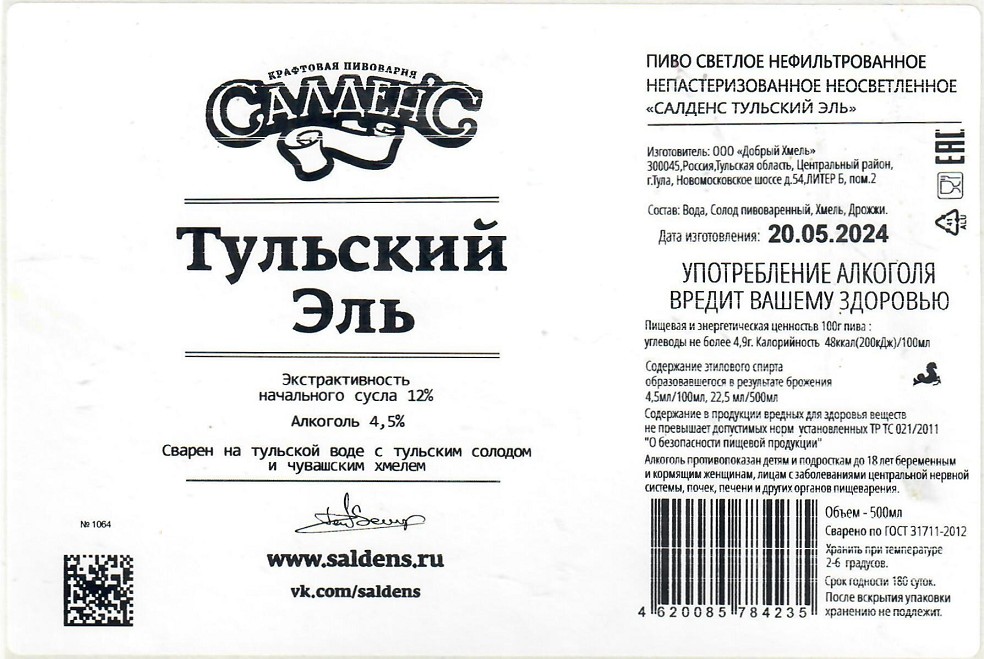 КРАФТОВАЯ ПИВОВАРНЯ
САЛДЕН'С
Тульский
Эль
Экстрактивность
начального сусла 12%
Алкоголь 4,5%
Сварен на тульской воде с тульским солодом
и чувашским хмелем
www.saldens.ru
vk.com/saldens
№ 1064
ПИВО СВЕТЛОЕ НЕФИЛЬТРОВАННОЕ
НЕПАСТЕРИЗОВАННОЕ НЕОСВЕТЛЕННОЕ
«САЛДЕНС ТУЛЬСКИЙ ЭЛЬ»
Изготовитель: ООО «Добрый Хмель»
300045,Россия,Тульская область, Центральный район,
г.Тула, Новомосковское шоссе д.54,ЛИТЕР Б, пом.2
Состав: Вода, Солод пивоваренный, Хмель, Дрожжи.
Дата изготовления: 20.05.2024
EAC
41
ALU
УПОТРЕБЛЕНИЕ АЛКОГОЛЯ
ВРЕДИТ ВАШЕМУ ЗДОРОВЬЮ
Пищевая и энергетическая ценностьв 100г пива :
углеводы не более 4,9г. Калорийность 48ккал(200кДж)/100мл
Содержание этилового спирта
образовавшегося в результате брожения
4,5мл/100мл, 22,5 мл/500мл
Содержание в продукции вредных для здоровья веществ
не превышает допустимых норм установленных ТР ТС 021/2011
"О безопасности пищевой продукции"
Алкоголь противопоказан детям и подросткам до 18 лет беременным
и кормящим женщинам, лицам с заболеваниями центральной нервной
системы, почек, печени и других органов пищеварения.
Объем - 500мл
Сварено по ГОСТ 31711-2012
Хранить при температуре
2-6 градусов.
Срок годности 180 суток.
После вскрытия упаковки
хранению не подлежит.
4 620085 784235